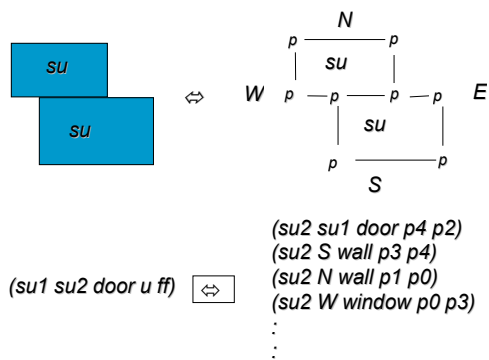 N
p p
su su
W p p p p E
su su
p p
S
(su2 su1 door p4 p2)
(su2 S wall p3 p4)
(su1 su2 door u ff) ⇔ (su2 N wall p1 p0)
(su2 W window p0 p3)
:
: